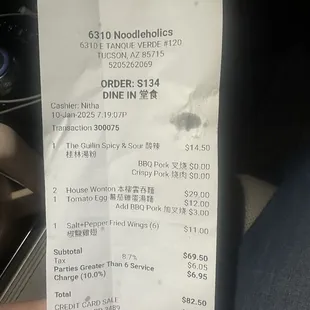 6310 Noodleholics
6310 E TANQUE VERDE #120
TUCSON, AZ 85715
5205262069
ORDER: S134
DINE IN 堂食
Cashier: Nitha
10-Jan-2025 7:19:07P
Transaction 300075
1 The Guilin Spicy & Sour 酸辣 $14.50
桂林湯粉
BBQ Pork 叉烧 $0.00
Crispy Pork 烧肉 $0.00
2 House Wonton 本樓雲吞麵 $29.00
1 Tomato Egg 蕃茄雞蛋湯麵 $12.00
Add BBQ Pork 加叉烧 $3.00
1 Salt+Pepper Fried Wings (6) $11.00
椒鹽雞翅
Subtotal $69.50
Tax 8.7% $6.05
Parties Greater Than 6 Service $6.95
Charge (10.0%)
Total $82.50
CREDIT CARD SALE